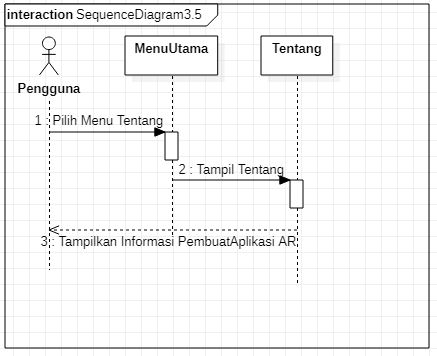 interaction SequenceDiagram3.5
MenuUtama
Tentang
Pengguna
1 : Pilih Menu Tentang
2 : Tampil Tentang
3 : Tampilkan Informasi PembuatAplikasi AR